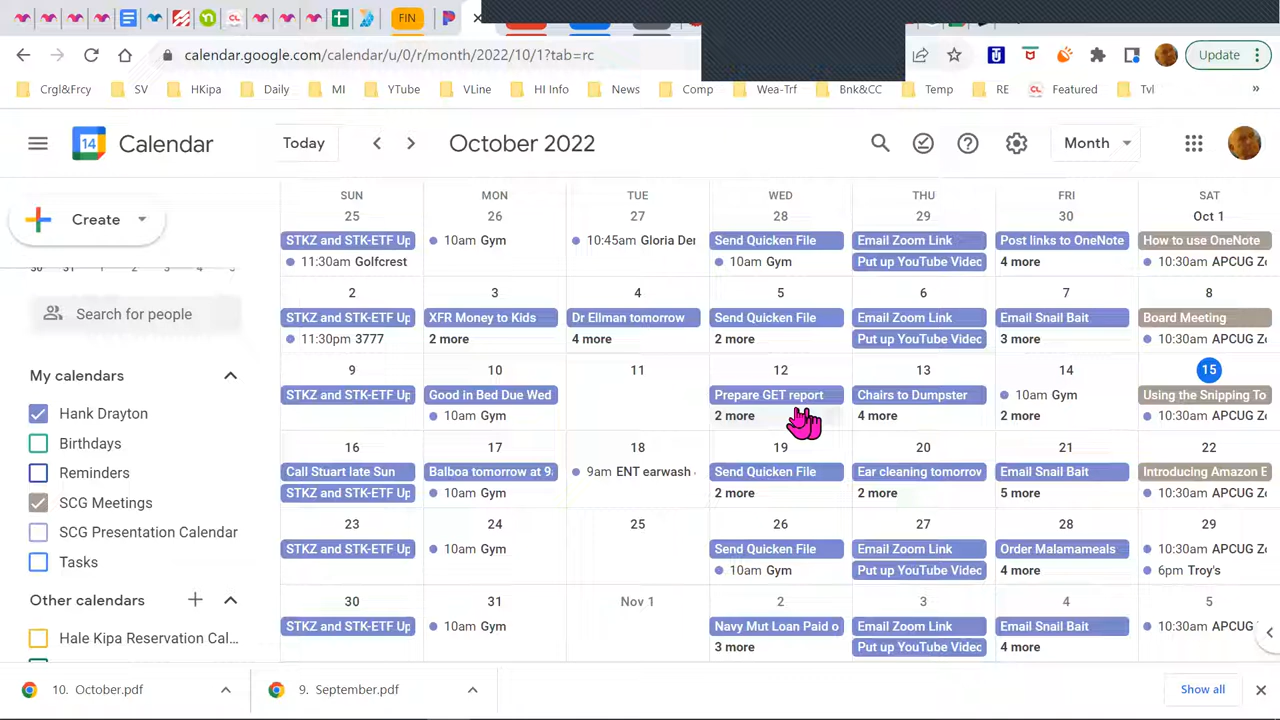 FIN
calendar.google.com/calendar/u/0/r/month/2022/10/1?tab=rc
Update
Crgl&Frcy SV HKipa Daily MI YTube VLine HI Info News Comp Wea-Trf Bnk&CC Temp RE Featured Tvl »
14 Calendar Today October 2022 Month
Create
SUN MON TUE WED THU FRI SAT
25 26 27 28 29 30 Oct 1
STKZ and STK-ETF Up 10am Gym 10:45am Gloria Der Send Quicken File Email Zoom Link Post links to OneNote How to use OneNote
11:30am Golfcrest 10am Gym Put up YouTube Videc 4 more 10:30am APCUG Zo
2 3 4 5 6 7 8
STKZ and STK-ETF Up XFR Money to Kids Dr Ellman tomorrow Send Quicken File Email Zoom Link Email Snail Bait Board Meeting
11:30pm 3777 2 more 4 more 2 more Put up YouTube Videc 3 more 10:30am APCUG Zo
9 10 11 12 13 14 15
STKZ and STK-ETF Up Good in Bed Due Wed Prepare GET report Chairs to Dumpster 10am Gym Using the Snipping To
10am Gym 2 more 4 more 2 more 10:30am APCUG Zo
16 17 18 19 20 21 22
Call Stuart late Sun Balboa tomorrow at 9 9am ENT earwash Send Quicken File Ear cleaning tomorrov Email Snail Bait Introducing Amazon E
STKZ and STK-ETF Up 10am Gym 2 more 2 more 5 more 10:30am APCUG Zo
23 24 25 26 27 28 29
STKZ and STK-ETF Up 10am Gym Send Quicken File Email Zoom Link Order Malamameals 10:30am APCUG Zo
10am Gym Put up YouTube Videc 4 more 6pm Troy's
30 31 Nov 1 2 3 4 5
STKZ and STK-ETF Up 10am Gym Navy Mut Loan Paid o Email Zoom Link Email Snail Bait 10:30am APCUG Zo
3 more Put up YouTube Videc 4 more
Search for people
My calendars
Hank Drayton
Birthdays
Reminders
SCG Meetings
SCG Presentation Calendar
Tasks
Other calendars
Hale Kipa Reservation Cal...
10. October.pdf 9. September.pdf Show all